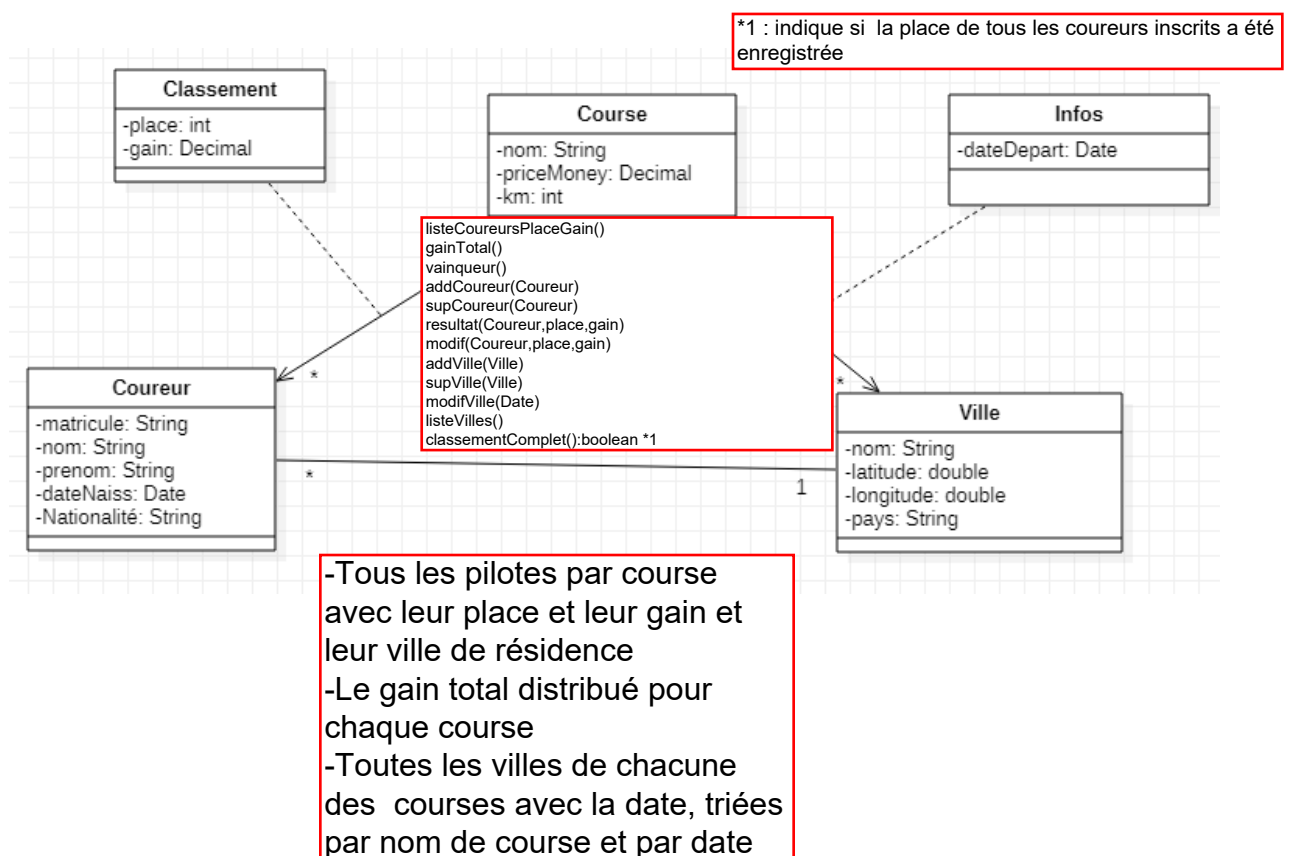 *1 : indique si  la place de tous les coureurs inscrits a été
enregistrée
Classement
-place: int
-gain: Decimal
Course
-nom: String
-priceMoney: Decimal
-km: int
listeCoureursPlaceGain()
gainTotal()
vainqueur()
addCoureur(Coureur)
supCoureur(Coureur)
resultat(Coureur,place,gain)
modif(Coureur,place,gain)
addVille(Ville)
supVille(Ville)
modifVille(Date)
listeVilles()
classementComplet():boolean *1
Infos
-dateDepart: Date
*
*
Coureur
-matricule: String
-nom: String
-prenom: String
-dateNaiss: Date
-Nationalité: String
*
1
Ville
-nom: String
-latitude: double
-longitude: double
-pays: String
-Tous les pilotes par course
avec leur place et leur gain et
leur ville de résidence
-Le gain total distribué pour
chaque course
-Toutes les villes de chacune
des  courses avec la date, triées
par nom de course et par date